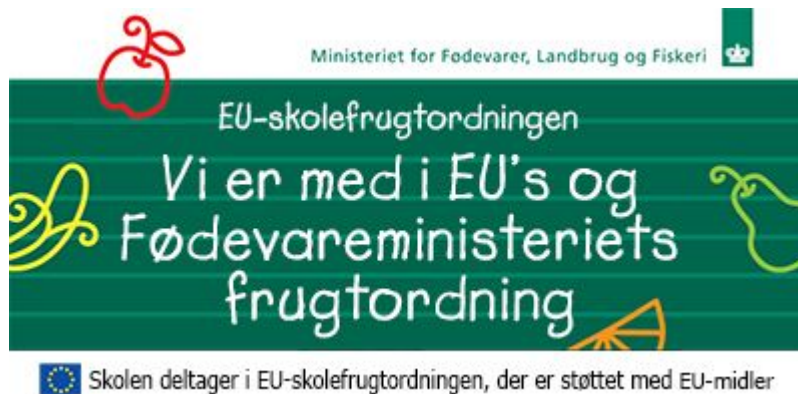 Ministeriet for Fødevarer, Landbrug og Fiskeri
EU-skolefrugtordningen
Vi er med i EU's og
Fødevareministeriets
frugtordning
Skolen deltager i EU-skolefrugtordningen, der er støttet med EU-midler